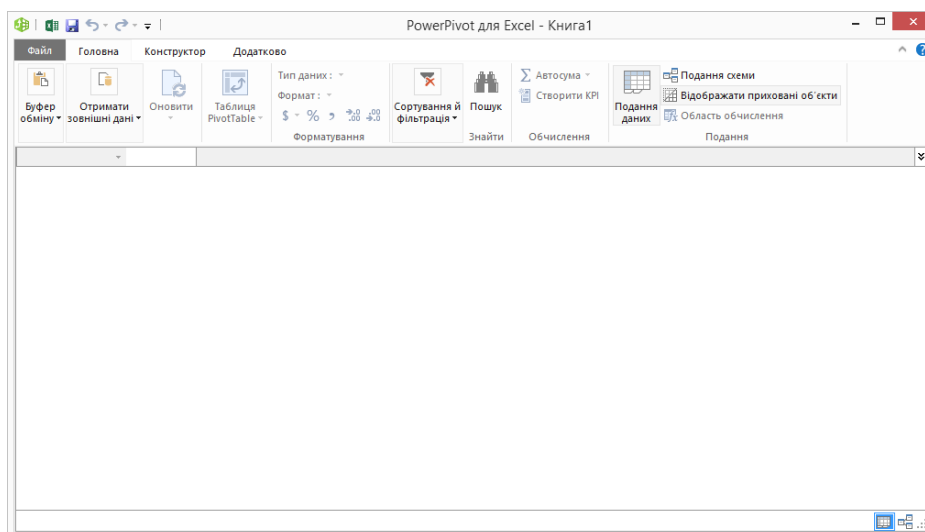 PowerPivot для Excel - Книга1
Файл Головна Конструктор Додатково
Буфер обміну
Отримати зовнішні дані
Оновити
Таблиця PivotTable
Тип даних :
Формат :
$ % ,
Форматування
Сортування й фільтрація
Пошук
Знайти
Автосума
Створити KPI
Обчислення
Подання даних
Подання схеми
Відображати приховані об´єкти
Область обчислення
Подання